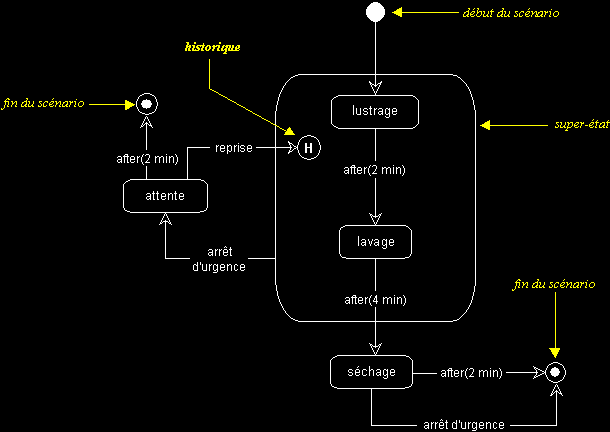 début du scénario
historique
fin du scénario
lustrage
super-état
after(2 min)
reprise
H
after(2 min)
attente
lavage
arrêt
d'urgence
fin du scénario
after(4 min)
séchage
after(2 min)
arrêt d'urgence